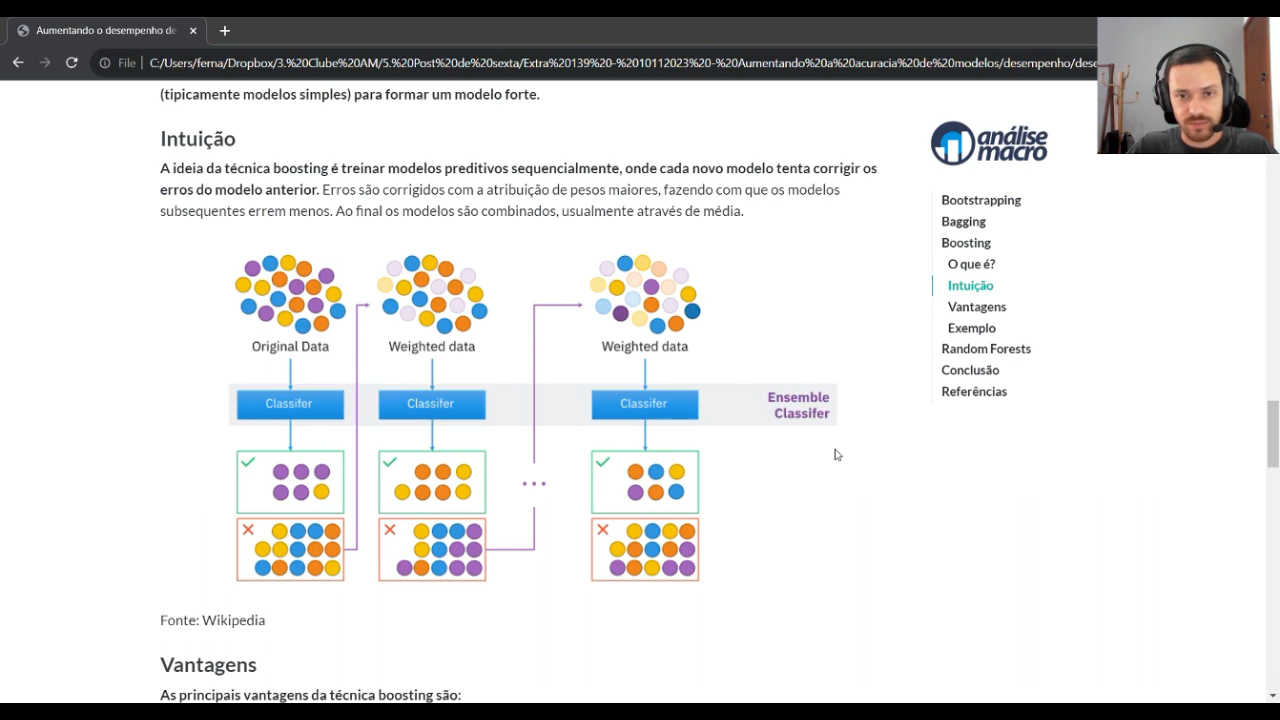 Aumentando o desempenho de
File
C:/Users/ferna/Dropbox/3.%20Clube%20AM/5.%20Post%20de%20sexta/Extra%20139%20-%2010112023%20-%20Aumentando%20a%20acuracia%20de%20modelos/desempenho/dese
(tipicamente modelos simples) para formar um modelo forte.
Intuição
A ideia da técnica boosting é treinar modelos preditivos sequencialmente, onde cada novo modelo tenta corrigir os
erros do modelo anterior. Erros são corrigidos com a atribuição de pesos maiores, fazendo com que os modelos
subsequentes errem menos. Ao final os modelos são combinados, usualmente através de média.
Original Data
Weighted data
Weighted data
Classifer
Classifer
Classifer
Ensemble
Classifer
Fonte: Wikipedia
Vantagens
As principais vantagens da técnica boosting são:
análise
macro
Bootstrapping
Bagging
Boosting
O que é?
Intuição
Vantagens
Exemplo
Random Forests
Conclusão
Referências